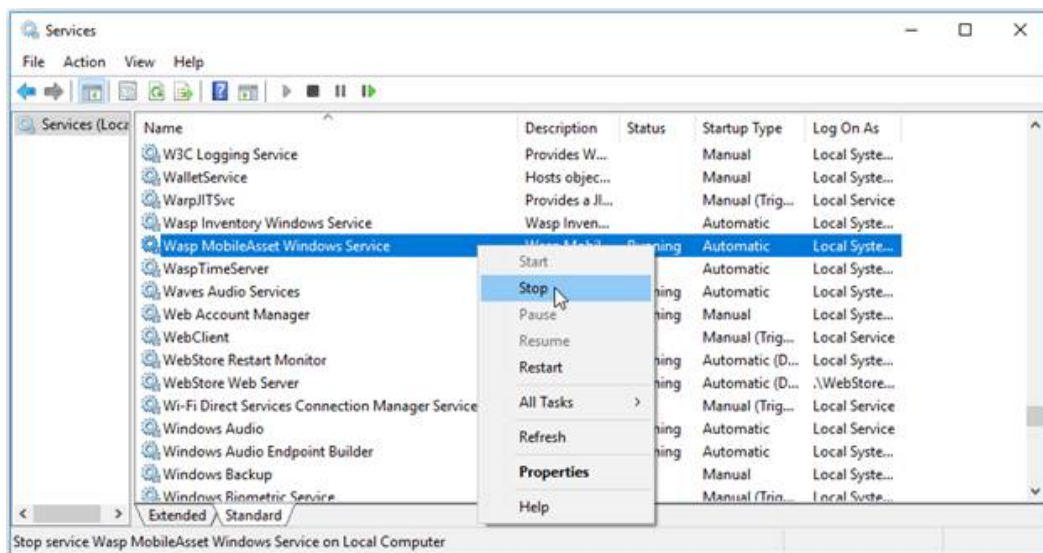 Services
File Action View Help
Services (Loca
Name Description Status Startup Type Log On As
W3C Logging Service Provides W... Manual Local Syste...
WalletService Hosts objec... Manual Local Syste...
WarpJITSvc Provides a JI... Manual (Trig... Local Service
Wasp Inventory Windows Service Wasp Inven... Automatic Local Syste...
Wasp MobileAsset Windows Service Wasp Mobil... Running Automatic Local Syste...
Start
WaspTimeServer Automatic Local Syste...
Stop
Waves Audio Services ning Automatic Local Syste...
Pause
Web Account Manager ning Manual Local Syste...
Resume
WebClient Manual (Trig... Local Service
WebStore Restart Monitor ning Automatic (D... Local Syste...
Restart
WebStore Web Server ning Automatic (D... .\WebStore...
All Tasks
Wi-Fi Direct Services Connection Manager Service Manual (Trig... Local Service
Windows Audio ning Automatic Local Service
Refresh
Windows Audio Endpoint Builder ning Automatic Local Syste...
Properties
Windows Backup Manual Local Syste...
Windows Biometric Service Manual (Trig... Local Syste...
Help
Extended Standard
Stop service Wasp MobileAsset Windows Service on Local Computer